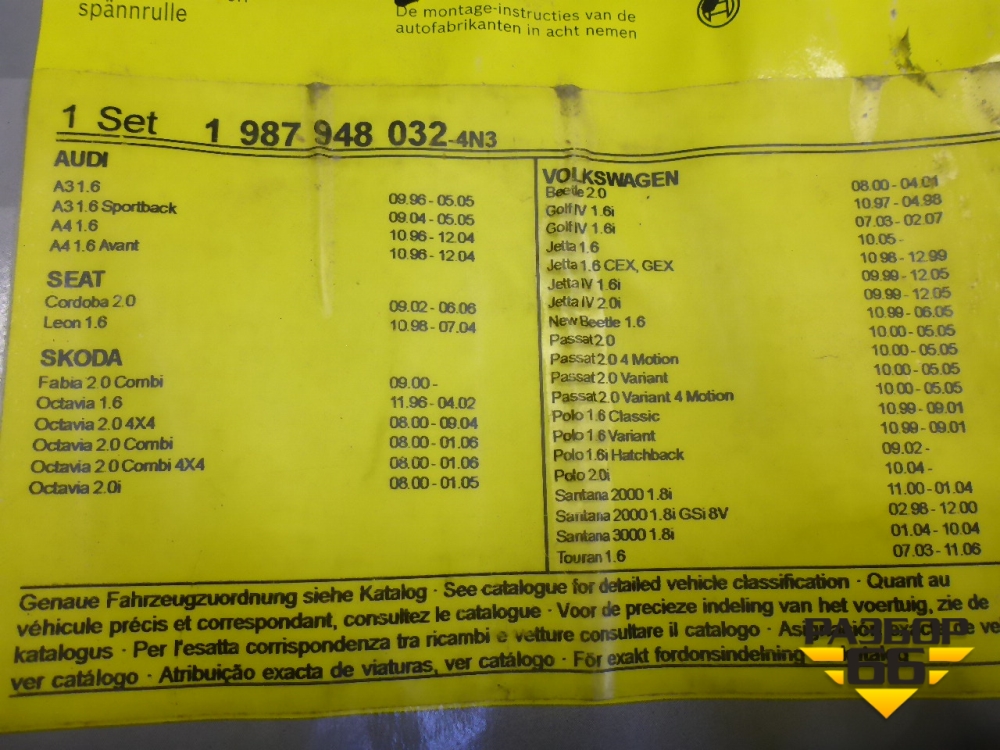 spännrulle
De montage-instructies van de
autofabrikanten in acht nemen
1 Set 1 987 948 032-4N3
AUDI
A3 1.6 09.96 - 05.05
A3 1.6 Sportback 09.04 - 05.05
A4 1.6 10.96 - 12.04
A4 1.6 Avant 10.96 - 12.04
SEAT
Cordoba 2.0 09.02 - 06.06
Leon 1.6 10.98 - 07.04
SKODA
Fabia 2.0 Combi 09.00 -
Octavia 1.6 11.96 - 04.02
Octavia 2.0 4X4 08.00 - 09.04
Octavia 2.0 Combi 08.00 - 01.06
Octavia 2.0 Combi 4X4 08.00 - 01.06
Octavia 2.0i 08.00 - 01.05
VOLKSWAGEN
Beetle 2.0 08.00 - 04.01
Golf IV 1.6i 10.97 - 04.98
Golf IV 1.6i 07.03 - 02.07
Jetta 1.6 10.05 -
Jetta 1.6 CEX, GEX 10.98 - 12.99
Jetta IV 1.6i 09.99 - 12.05
Jetta IV 2.0i 09.99 - 12.05
New Beetle 1.6 10.99 - 06.05
Passat 2.0 10.00 - 05.05
Passat 2.0 4 Motion 10.00 - 05.05
Passat 2.0 Variant 10.00 - 05.05
Passat 2.0 Variant 4 Motion 10.00 - 05.05
Polo 1.6 Classic 10.99 - 09.01
Polo 1.6 Variant 10.99 - 09.01
Polo 1.6i Hatchback 09.02 -
Polo 2.0i 10.04 -
Santana 2000 1.8i 11.00 - 01.04
Santana 2000 1.8i GSi 8V 02.98 - 12.00
Santana 3000 1.8i 01.04 - 10.04
Touran 1.6 07.03 - 11.06
Genaue Fahrzeugzuordnung siehe Katalog · See catalogue for detailed vehicle classification · Quant au
véhicule précis et correspondant, consultez le catalogue · Voor de precieze indeling van het voertuig, zie de
katalogus · Per l'esatta corrispondenza tra ricambi e vetture consultare il catalogo ·
ver catálogo · Atribuição exacta de viaturas, ver catálogo · För exakt fordonsindelning
РАЗБОР
66